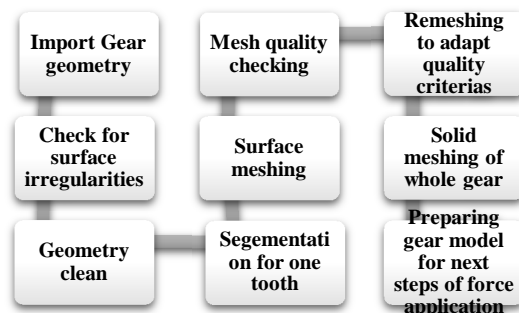 Import Gear
geometry
Check for
surface
irregularities
Geometry
clean
Segementati
on for one
tooth
Surface
meshing
Mesh quality
checking
Remeshing
to adapt
quality
criterias
Solid
meshing of
whole gear
Preparing
gear model
for next
steps of force
application